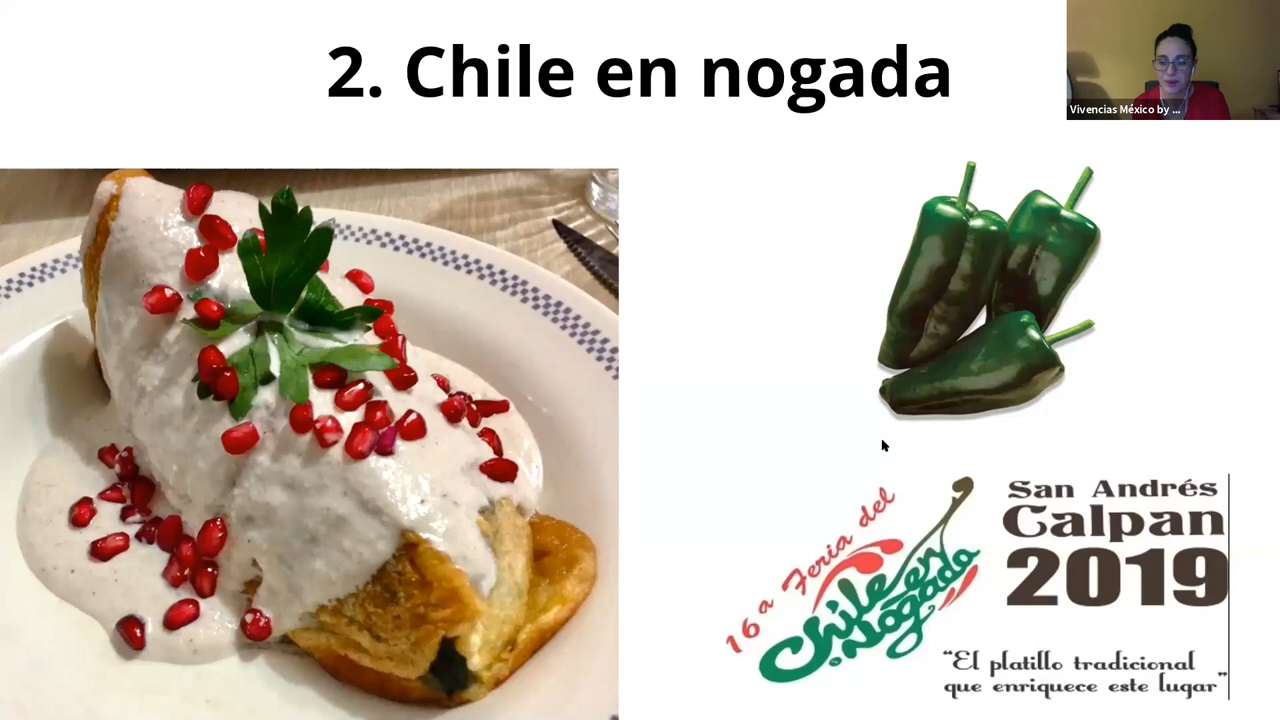 2. Chile en nogada
Vivencias México by ...
16a Feria del
Chile en
Nogada
San Andrés
Calpan
2019
“El platillo tradicional
que enriquece este lugar”